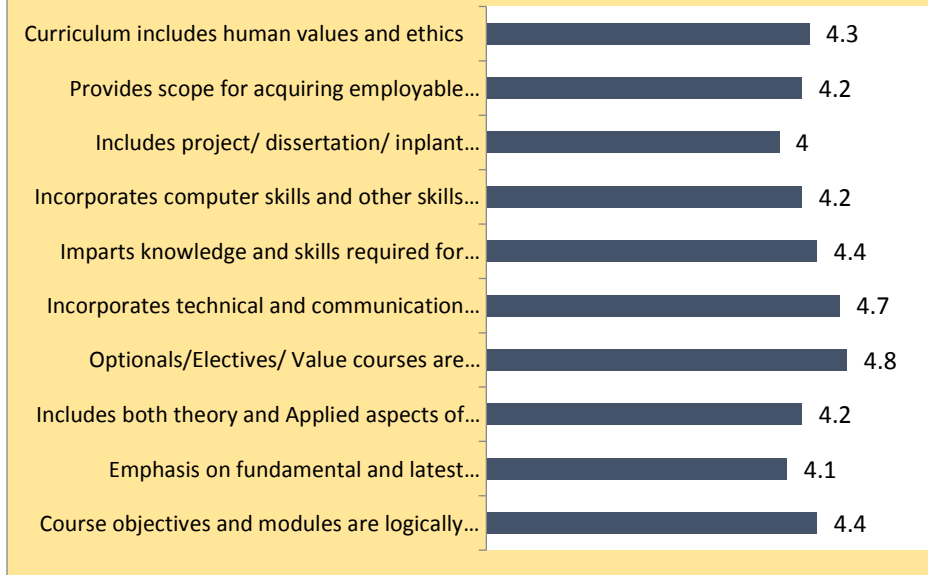 Curriculum includes human values and ethics 4.3
Provides scope for acquiring employable… 4.2
Includes project/ dissertation/ inplant… 4
Incorporates computer skills and other skills… 4.2
Imparts knowledge and skills required for… 4.4
Incorporates technical and communication… 4.7
Optionals/Electives/ Value courses are… 4.8
Includes both theory and Applied aspects of… 4.2
Emphasis on fundamental and latest… 4.1
Course objectives and modules are logically… 4.4